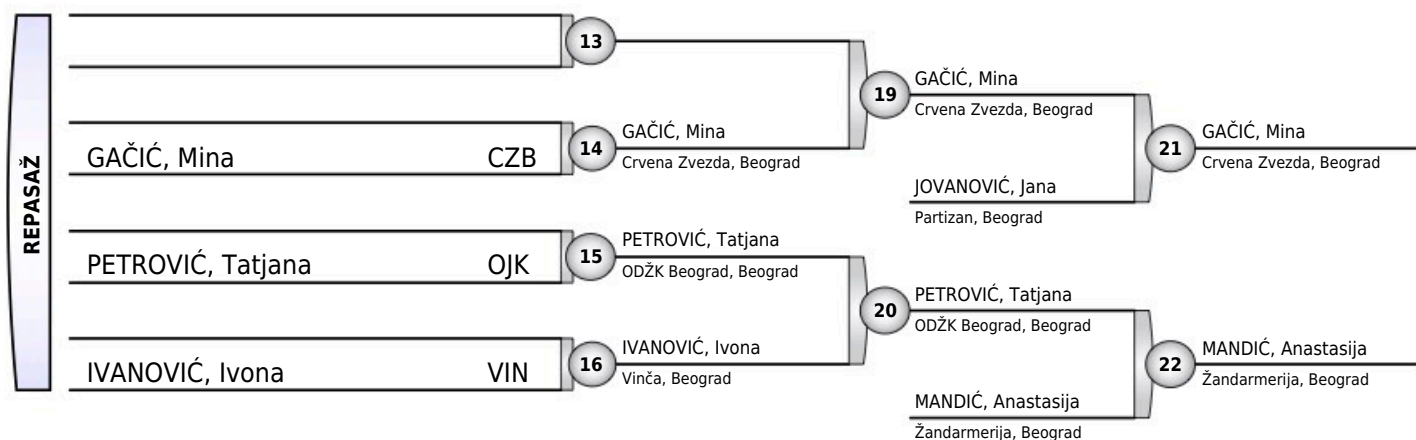 REPASAŽ
13
GAČIĆ, Mina CZB
14
GAČIĆ, Mina
Crvena Zvezda, Beograd
PETROVIĆ, Tatjana OJK
15
PETROVIĆ, Tatjana
ODŽK Beograd, Beograd
IVANOVIĆ, Ivona VIN
16
IVANOVIĆ, Ivona
Vinča, Beograd
19
GAČIĆ, Mina
Crvena Zvezda, Beograd
JOVANOVIĆ, Jana
Partizan, Beograd
20
PETROVIĆ, Tatjana
ODŽK Beograd, Beograd
MANDIĆ, Anastasija
Žandarmerija, Beograd
21
GAČIĆ, Mina
Crvena Zvezda, Beograd
22
MANDIĆ, Anastasija
Žandarmerija, Beograd